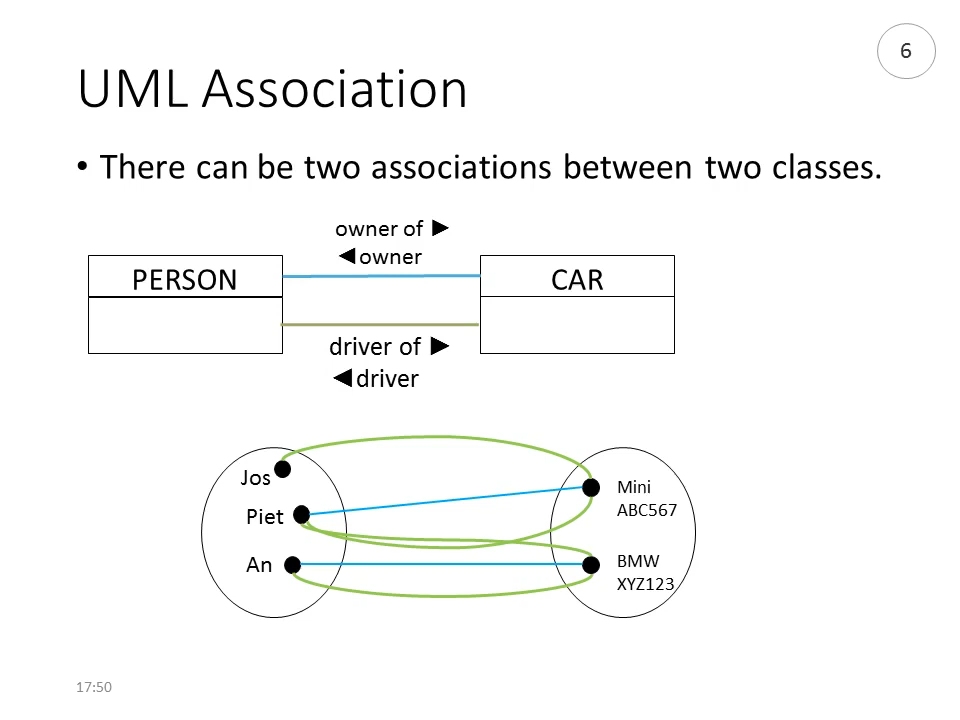 6
UML Association
• There can be two associations between two classes.
owner of ►
◄owner
PERSON
CAR
driver of ►
◄driver
Jos
Piet
An
Mini
ABC567
BMW
XYZ123
17:50